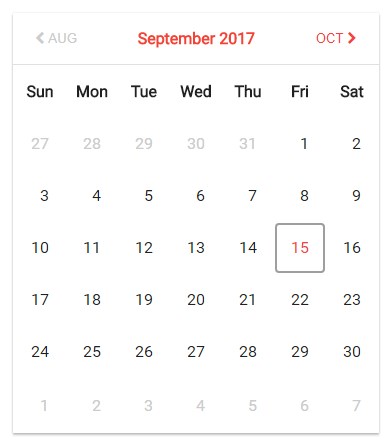 AUG September 2017 OCT
Sun Mon Tue Wed Thu Fri Sat
27 28 29 30 31 1 2
3 4 5 6 7 8 9
10 11 12 13 14 15 16
17 18 19 20 21 22 23
24 25 26 27 28 29 30
1 2 3 4 5 6 7